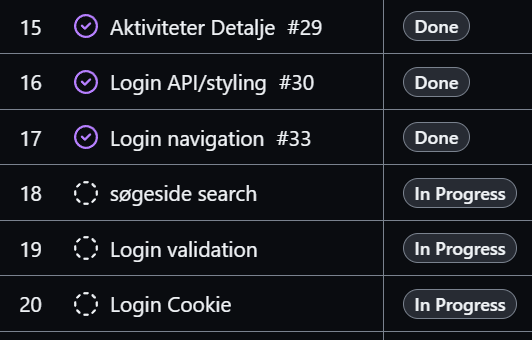 15 Aktiviteter Detalje #29 Done
16 Login API/styling #30 Done
17 Login navigation #33 Done
18 søgeside search In Progress
19 Login validation In Progress
20 Login Cookie In Progress